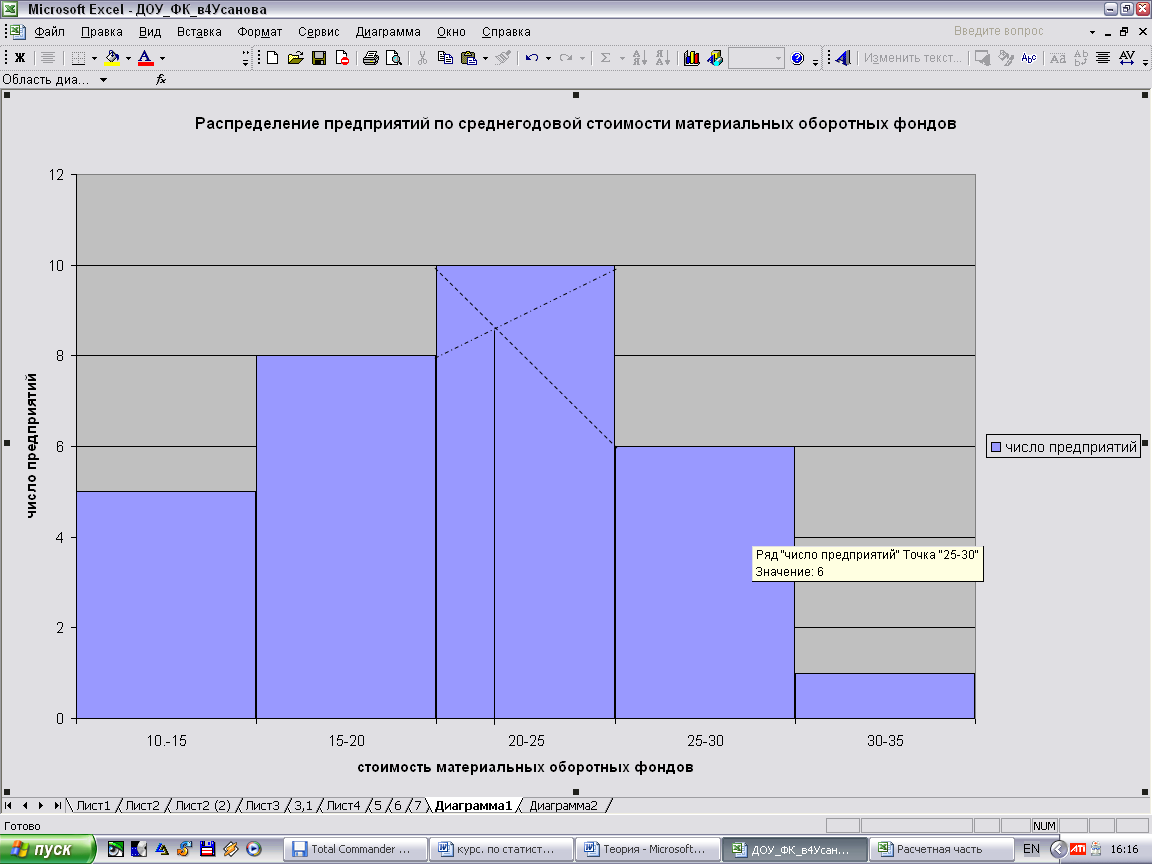 Microsoft Excel - ДОУ_ФК_в4Усанова
Файл Правка Вид Вставка Формат Сервис Диаграмма Окно Справка Введите вопрос
Ж Изменить текст...
Область диа... fx
Распределение предприятий по среднегодовой стоимости материальных оборотных фондов
12
10
8
6
4
2
0
число предприятий
число предприятий
Ряд "число предприятий" Точка "25-30"
Значение: 6
10.-15 15-20 20-25 25-30 30-35
стоимость материальных оборотных фондов
Лист1 Лист2 Лист2 (2) Лист3 3,1 Лист4 5 6 7 Диаграмма1 Диаграмма2
Готово NUM
пуск Total Commander ... курс. по статист... Теория - Microsoft... ДОУ_ФК_в4Усан... Расчетная часть EN ATI 16:16